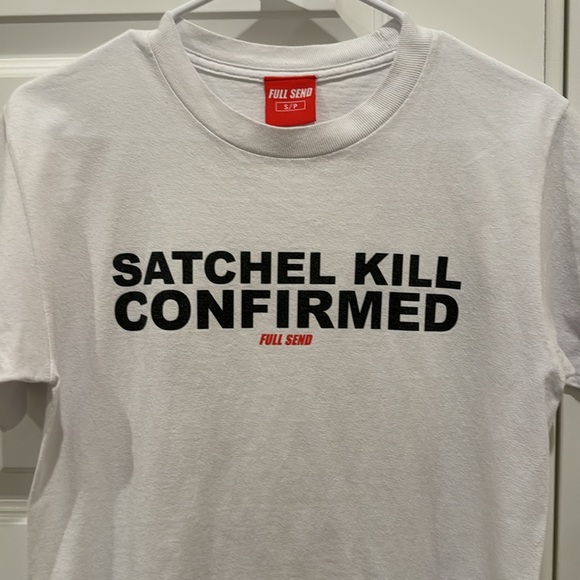 FULL SEND
S/P
SATCHEL KILL
CONFIRMED
FULL SEND